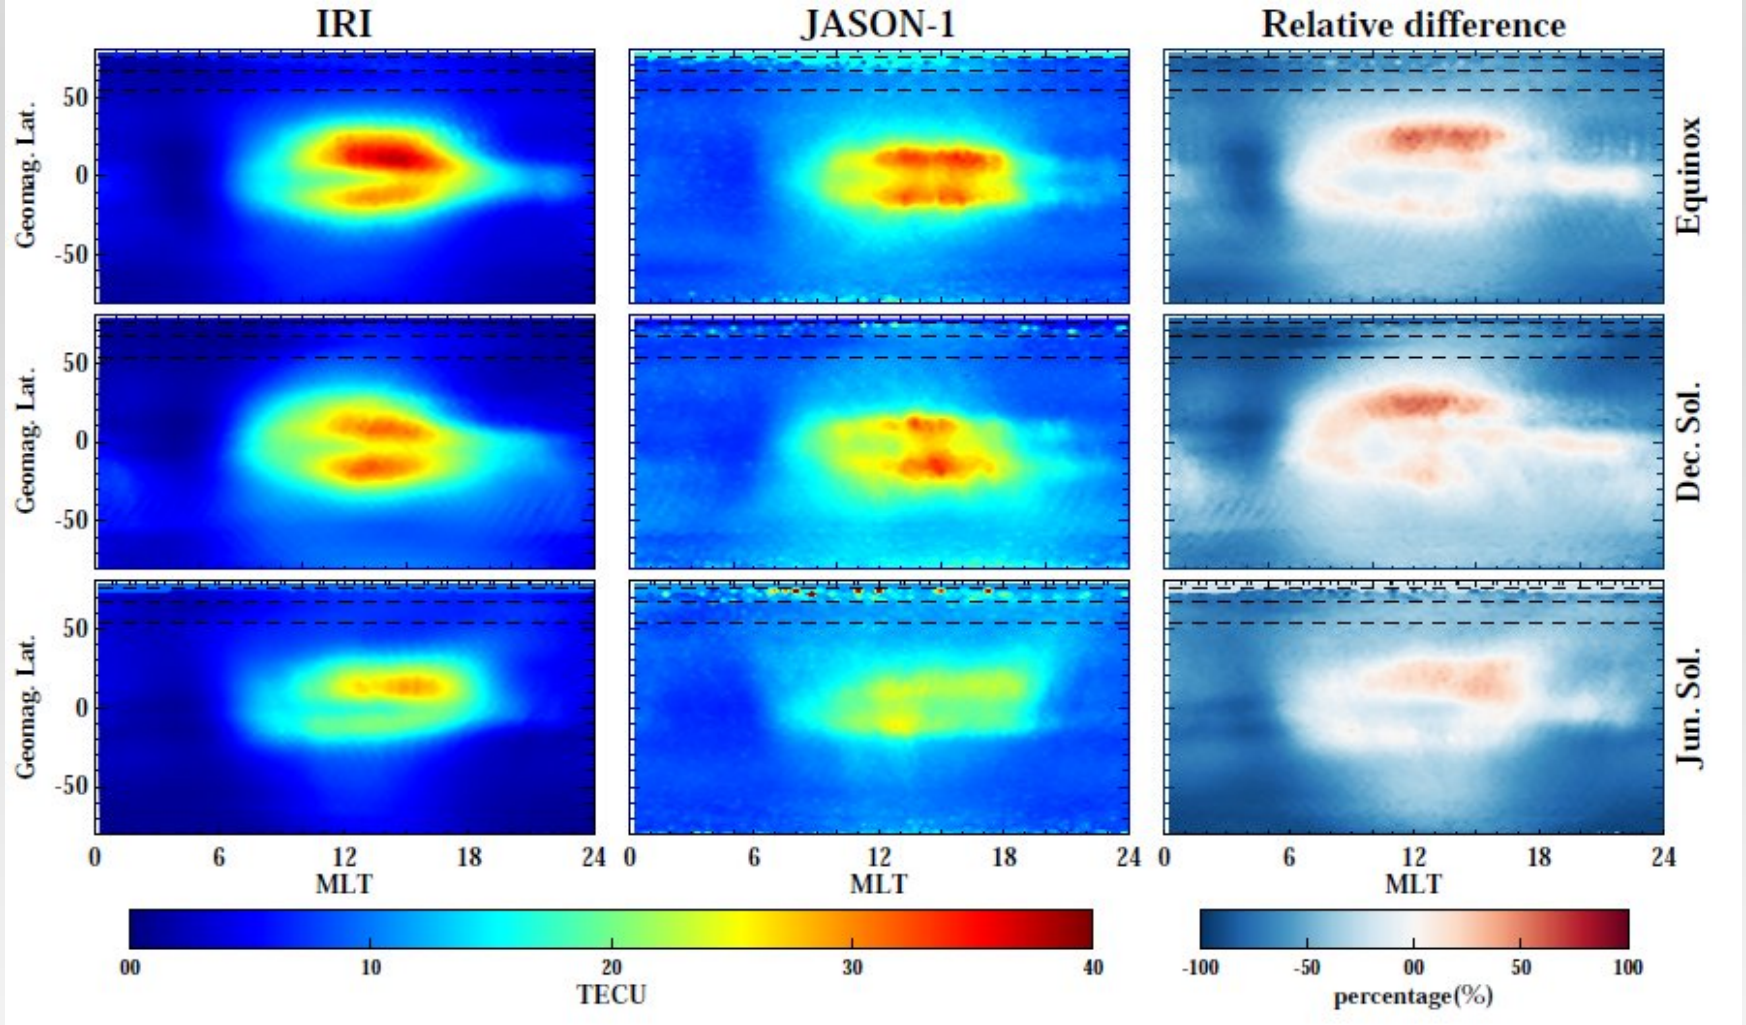 IRI JASON-1 Relative difference
Geomag. Lat. 50 0 -50 Equinox
Geomag. Lat. 50 0 -50 Dec. Sol.
Geomag. Lat. 50 0 -50 Jun. Sol.
0 6 12 18 24 0 6 12 18 24 0 6 12 18 24
MLT MLT MLT
00 10 20 30 40 -100 -50 00 50 100
TECU percentage(%)